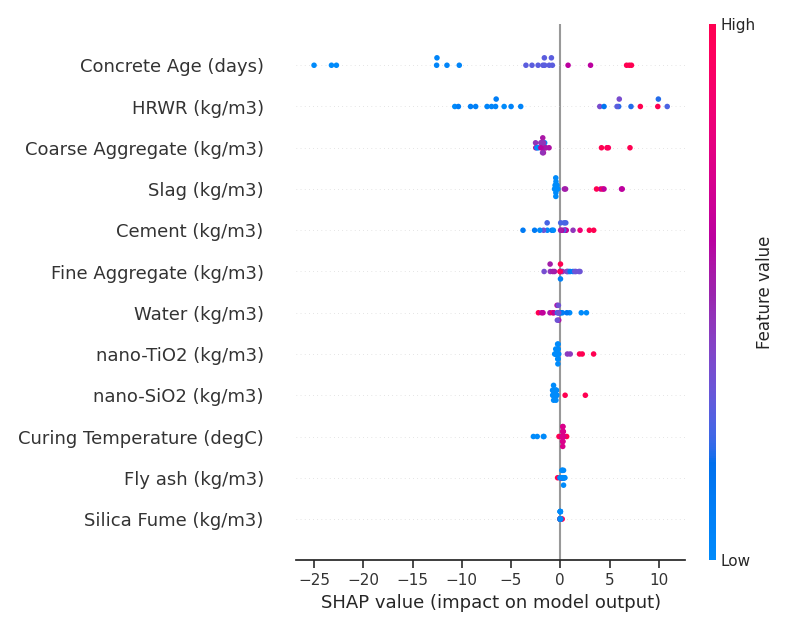 High
Concrete Age (days)
HRWR (kg/m3)
Coarse Aggregate (kg/m3)
Slag (kg/m3)
Cement (kg/m3)
Fine Aggregate (kg/m3)
Water (kg/m3)
nano-TiO2 (kg/m3)
nano-SiO2 (kg/m3)
Curing Temperature (degC)
Fly ash (kg/m3)
Silica Fume (kg/m3)
Feature value
Low
−25 −20 −15 −10 −5 0 5 10
SHAP value (impact on model output)